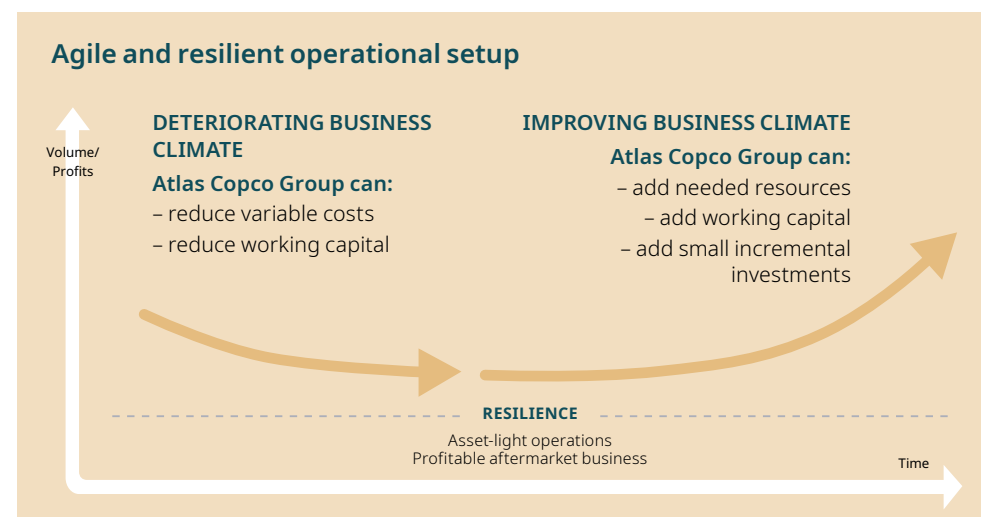 Agile and resilient operational setup
Volume/
Profits
DETERIORATING BUSINESS
CLIMATE
Atlas Copco Group can:
– reduce variable costs
– reduce working capital
IMPROVING BUSINESS CLIMATE
Atlas Copco Group can:
– add needed resources
– add working capital
– add small incremental
investments
RESILIENCE
Asset-light operations
Profitable aftermarket business
Time